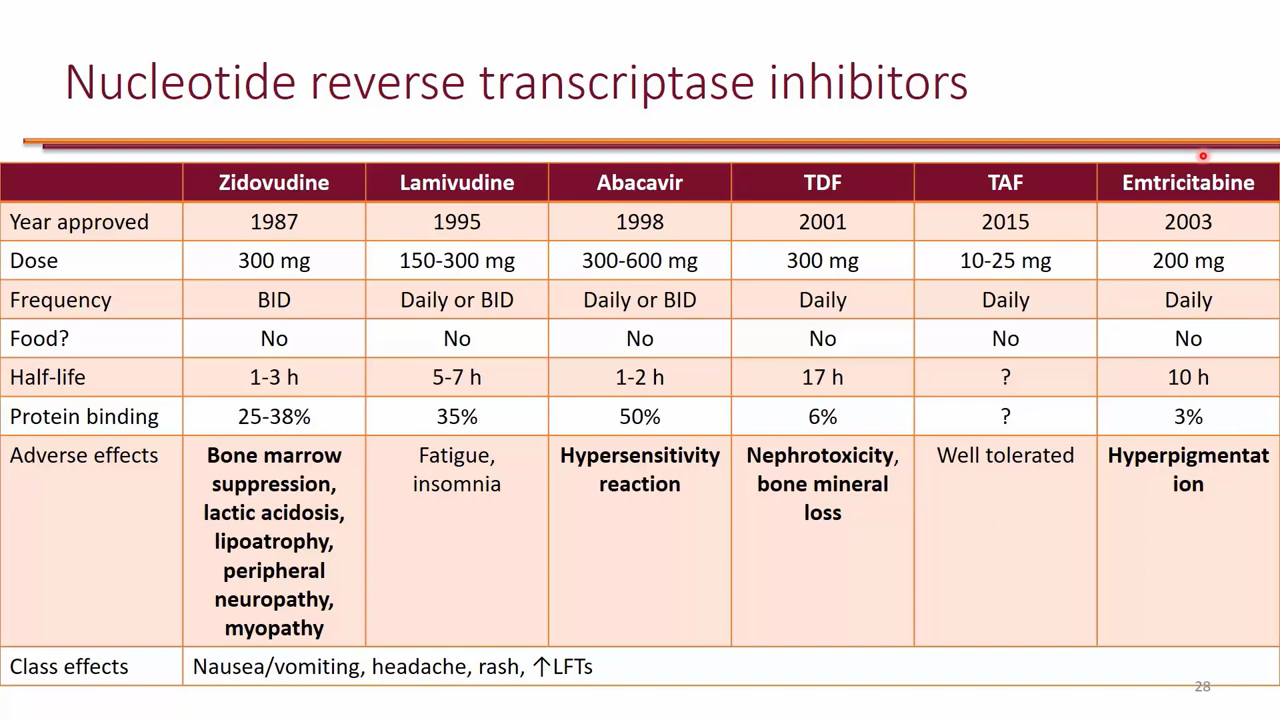 Nucleotide reverse transcriptase inhibitors
Zidovudine Lamivudine Abacavir TDF TAF Emtricitabine
Year approved 1987 1995 1998 2001 2015 2003
Dose 300 mg 150-300 mg 300-600 mg 300 mg 10-25 mg 200 mg
Frequency BID Daily or BID Daily or BID Daily Daily Daily
Food? No No No No No No
Half-life 1-3 h 5-7 h 1-2 h 17 h ? 10 h
Protein binding 25-38% 35% 50% 6% ? 3%
Adverse effects Bone marrow Fatigue, Hypersensitivity Nephrotoxicity, Well tolerated Hyperpigmentat
suppression, insomnia reaction bone mineral ion
lactic acidosis, loss
lipoatrophy,
peripheral
neuropathy,
myopathy
Class effects Nausea/vomiting, headache, rash, ↑LFTs
28